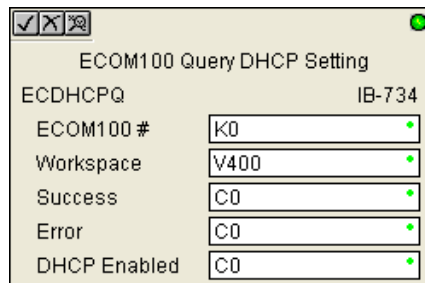 ECOM100 Query DHCP Setting
ECDHCPQ IB-734
ECOM100 # K0
Workspace V400
Success C0
Error C0
DHCP Enabled C0